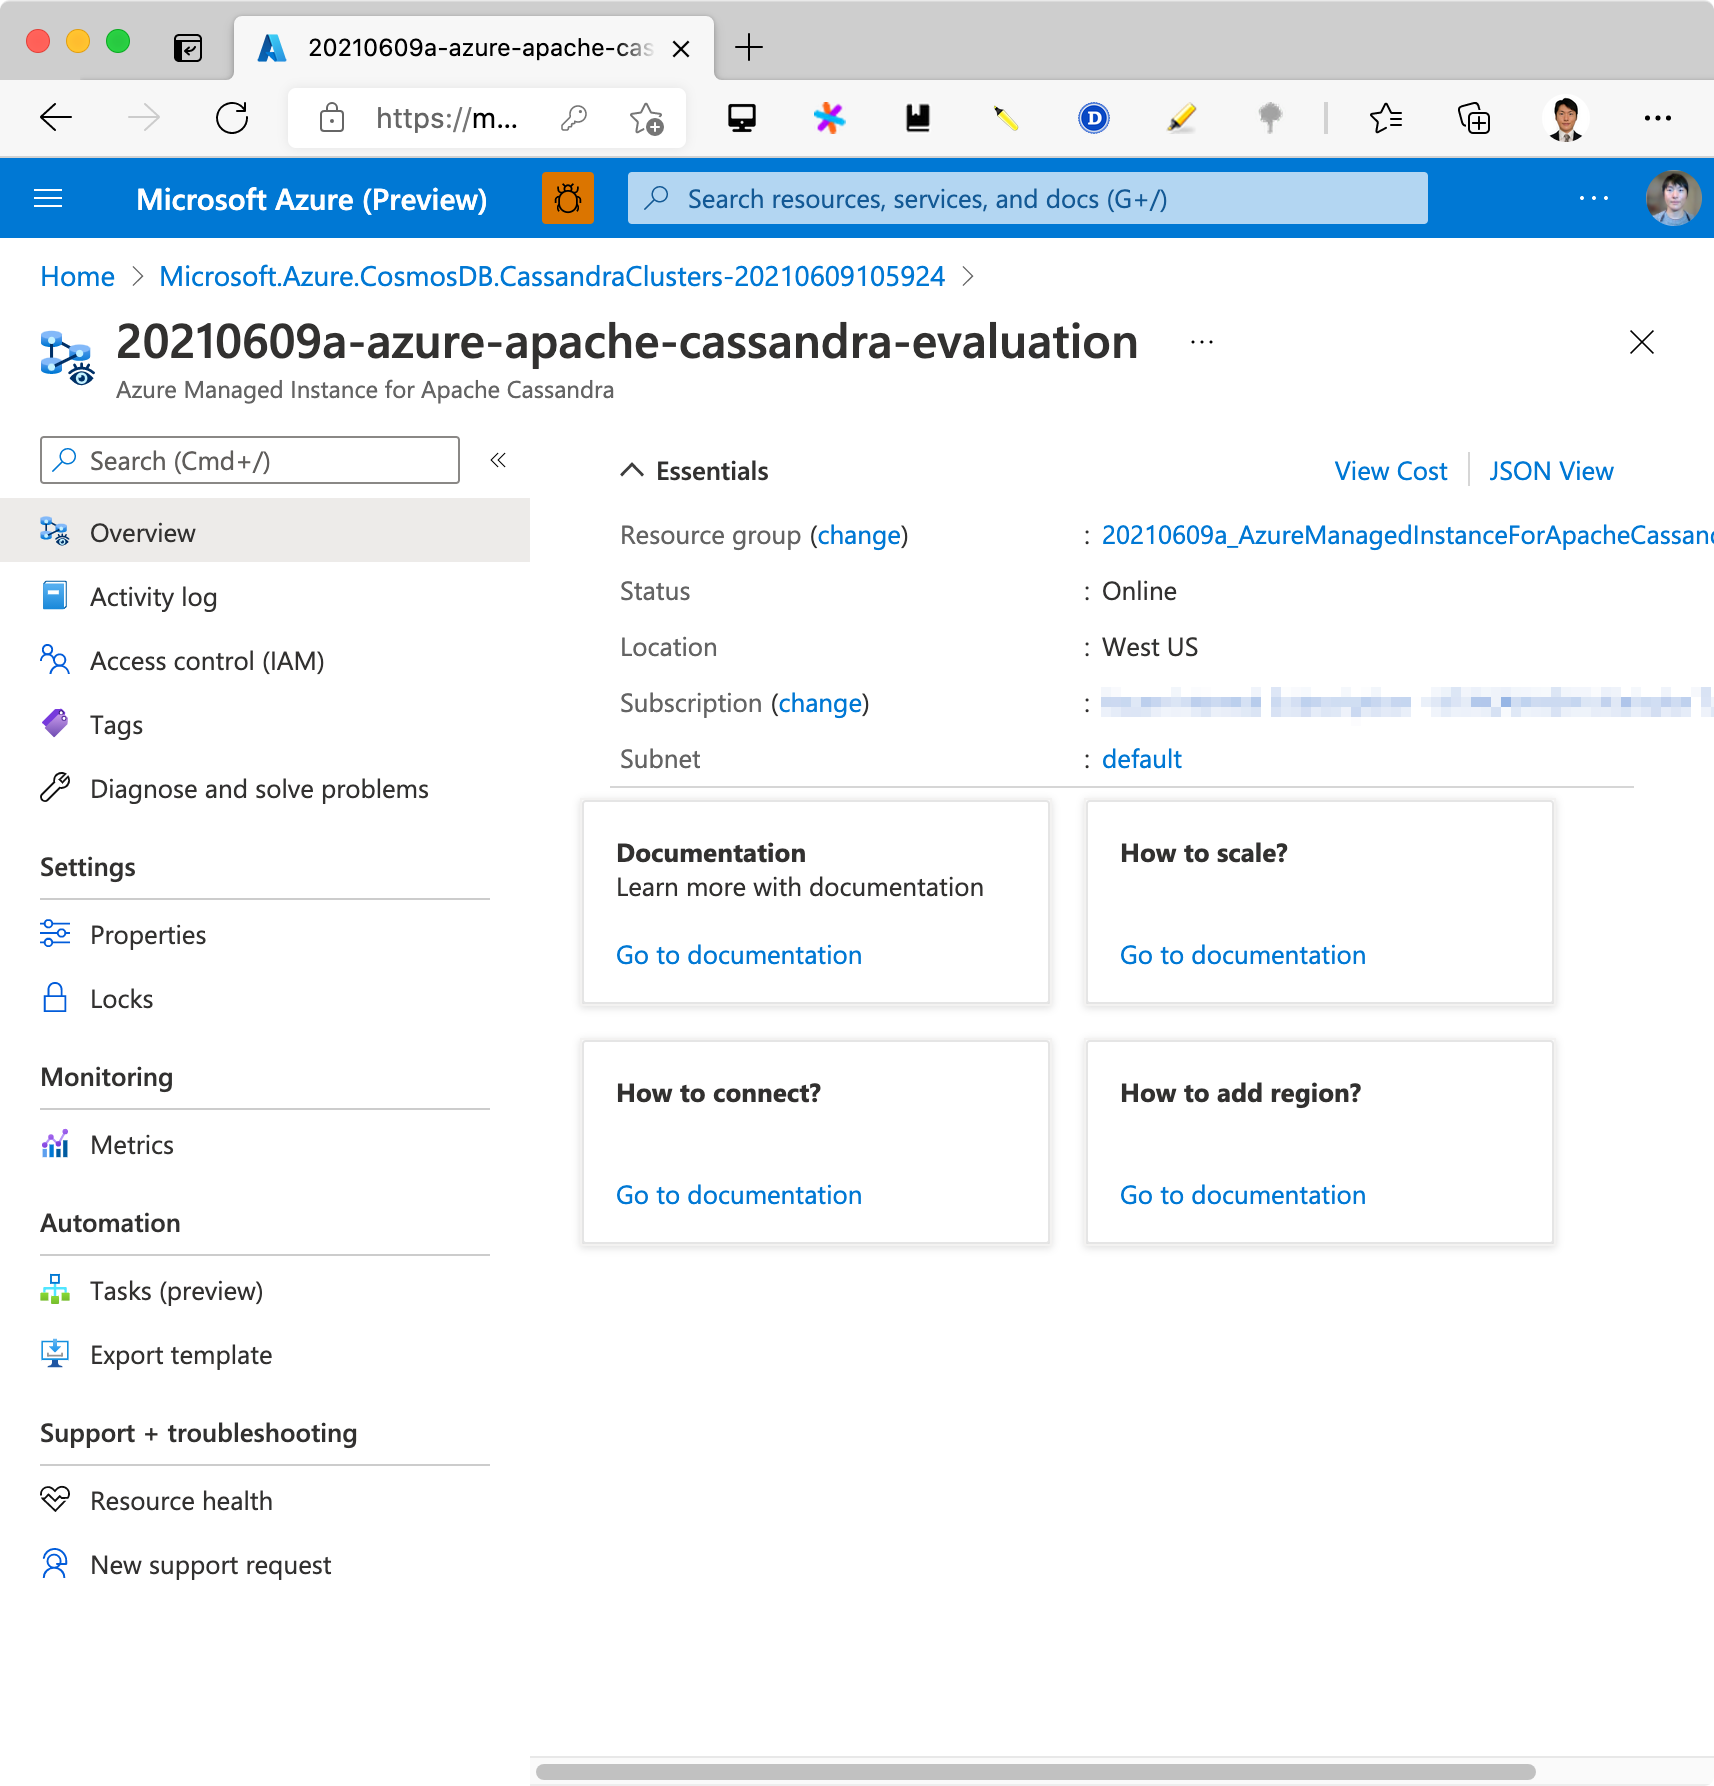 20210609a-azure-apache-cas
https://m...
D
Microsoft Azure (Preview)
Search resources, services, and docs (G+/)
Home > Microsoft.Azure.CosmosDB.CassandraClusters-20210609105924 >
20210609a-azure-apache-cassandra-evaluation ...
Azure Managed Instance for Apache Cassandra
Search (Cmd+/) «
Overview
Activity log
Access control (IAM)
Tags
Diagnose and solve problems
Settings
Properties
Locks
Monitoring
Metrics
Automation
Tasks (preview)
Export template
Support + troubleshooting
Resource health
New support request
Essentials
View Cost
JSON View
Resource group (change) : 20210609a_AzureManagedInstanceForApacheCassan
Status : Online
Location : West US
Subscription (change) :
Subnet : default
Documentation
Learn more with documentation
Go to documentation
How to scale?
Go to documentation
How to connect?
Go to documentation
How to add region?
Go to documentation